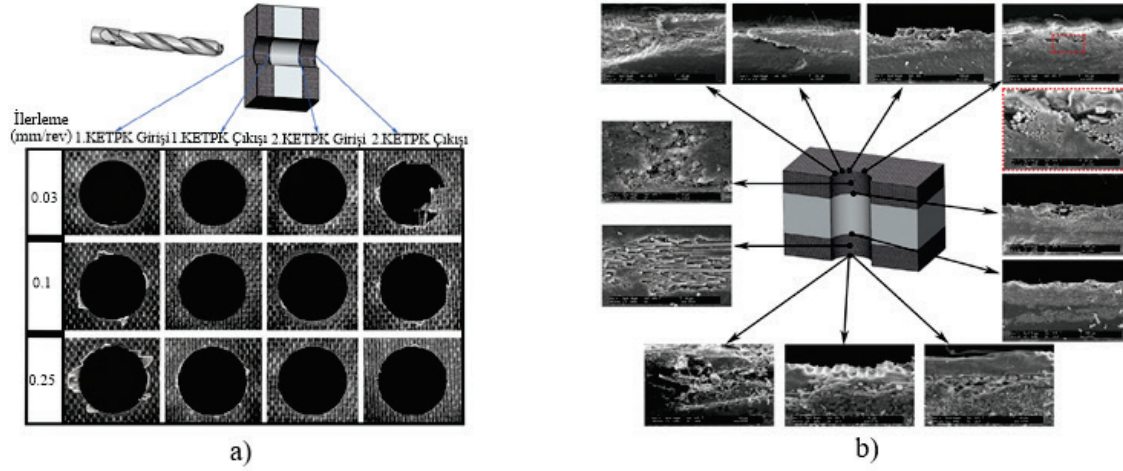 İlerleme
(mm/rev)
1.KETPK Girişi 1.KETPK Çıkışı 2.KETPK Girişi 2.KETPK Çıkışı
0.03
0.1
0.25
a)
b)